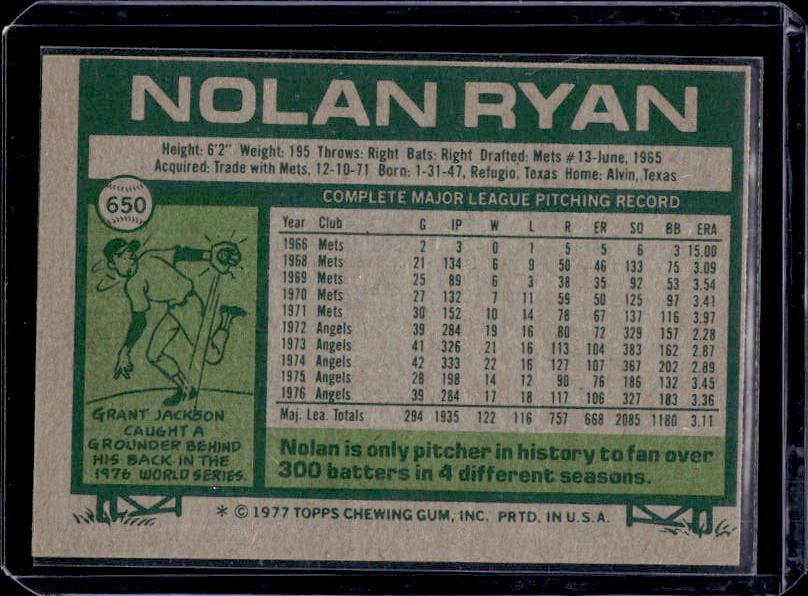 NOLAN RYAN
Height: 6'2" Weight: 195 Throws: Right Bats: Right Drafted: Mets #13-June, 1965
Acquired: Trade with Mets, 12-10-71 Born: 1-31-47, Refugio, Texas Home: Alvin, Texas
650
COMPLETE MAJOR LEAGUE PITCHING RECORD
Year Club G IP W L R ER SO BB ERA
1966 Mets 2 3 0 1 5 5 6 3 15.00
1968 Mets 21 134 6 9 50 46 133 75 3.09
1969 Mets 25 89 6 3 38 35 92 53 3.54
1970 Mets 27 132 7 11 59 50 125 97 3.41
1971 Mets 30 152 10 14 78 67 137 116 3.97
1972 Angels 39 284 19 16 80 72 329 157 2.28
1973 Angels 41 326 21 16 113 104 383 162 2.87
1974 Angels 42 333 22 16 127 107 367 202 2.89
1975 Angels 28 198 14 12 90 76 186 132 3.45
1976 Angels 39 284 17 18 117 106 327 183 3.36
Maj. Lea. Totals 294 1935 122 116 757 668 2085 1180 3.11
GRANT JACKSON
CAUGHT A
GROUNDER BEHIND
HIS BACK IN THE
1976 WORLD SERIES.
Nolan is only pitcher in history to fan over
300 batters in 4 different seasons.
* © 1977 TOPPS CHEWING GUM, INC. PRTD. IN U.S.A.